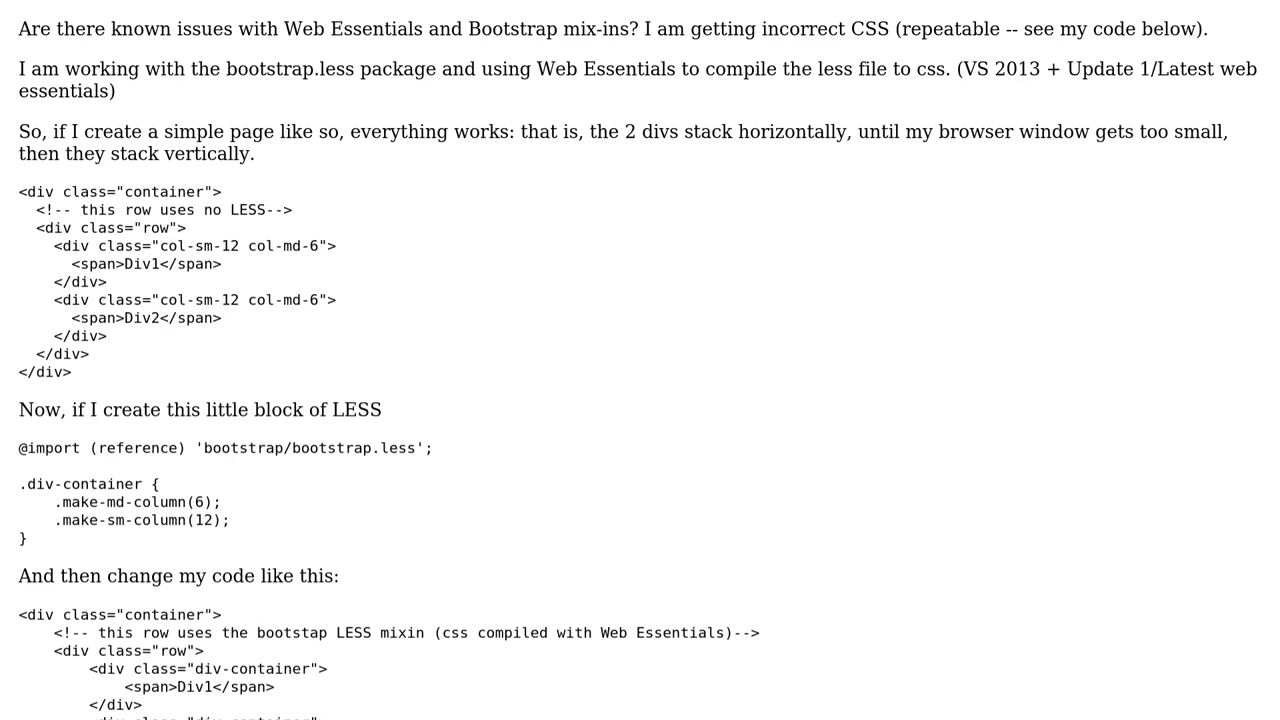 Are there known issues with Web Essentials and Bootstrap mix-ins? I am getting incorrect CSS (repeatable -- see my code below).
I am working with the bootstrap.less package and using Web Essentials to compile the less file to css. (VS 2013 + Update 1/Latest web
essentials)
So, if I create a simple page like so, everything works: that is, the 2 divs stack horizontally, until my browser window gets too small,
then they stack vertically.
<div class="container">
  <!-- this row uses no LESS-->
  <div class="row">
    <div class="col-sm-12 col-md-6">
      <span>Div1</span>
    </div>
    <div class="col-sm-12 col-md-6">
      <span>Div2</span>
    </div>
  </div>
</div>
Now, if I create this little block of LESS
@import (reference) 'bootstrap/bootstrap.less';
.div-container {
    .make-md-column(6);
    .make-sm-column(12);
}
And then change my code like this:
<div class="container">
    <!-- this row uses the bootstap LESS mixin (css compiled with Web Essentials)-->
    <div class="row">
        <div class="div-container">
            <span>Div1</span>
        </div>